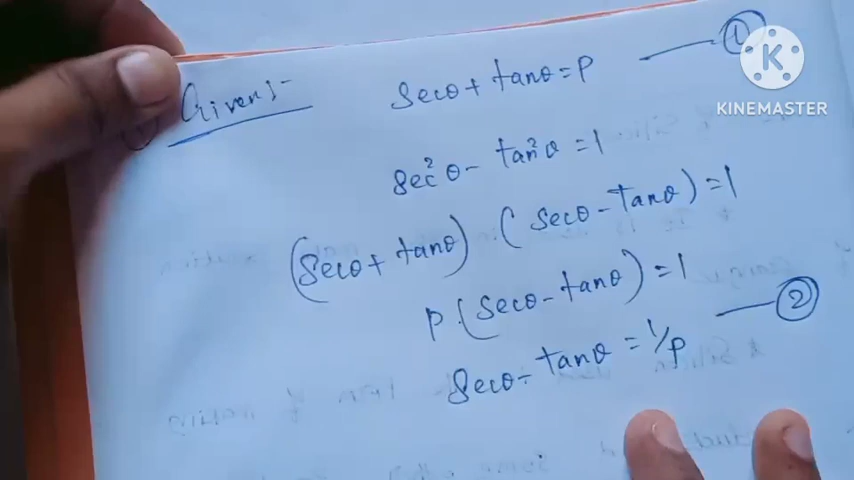 Given:-
secθ + tanθ = P ——— ①
K
KINEMASTER
sec²θ - tan²θ = 1
(secθ + tanθ) (secθ - tanθ) = 1
P.(secθ - tanθ) = 1
secθ - tanθ = 1/p ——— ②